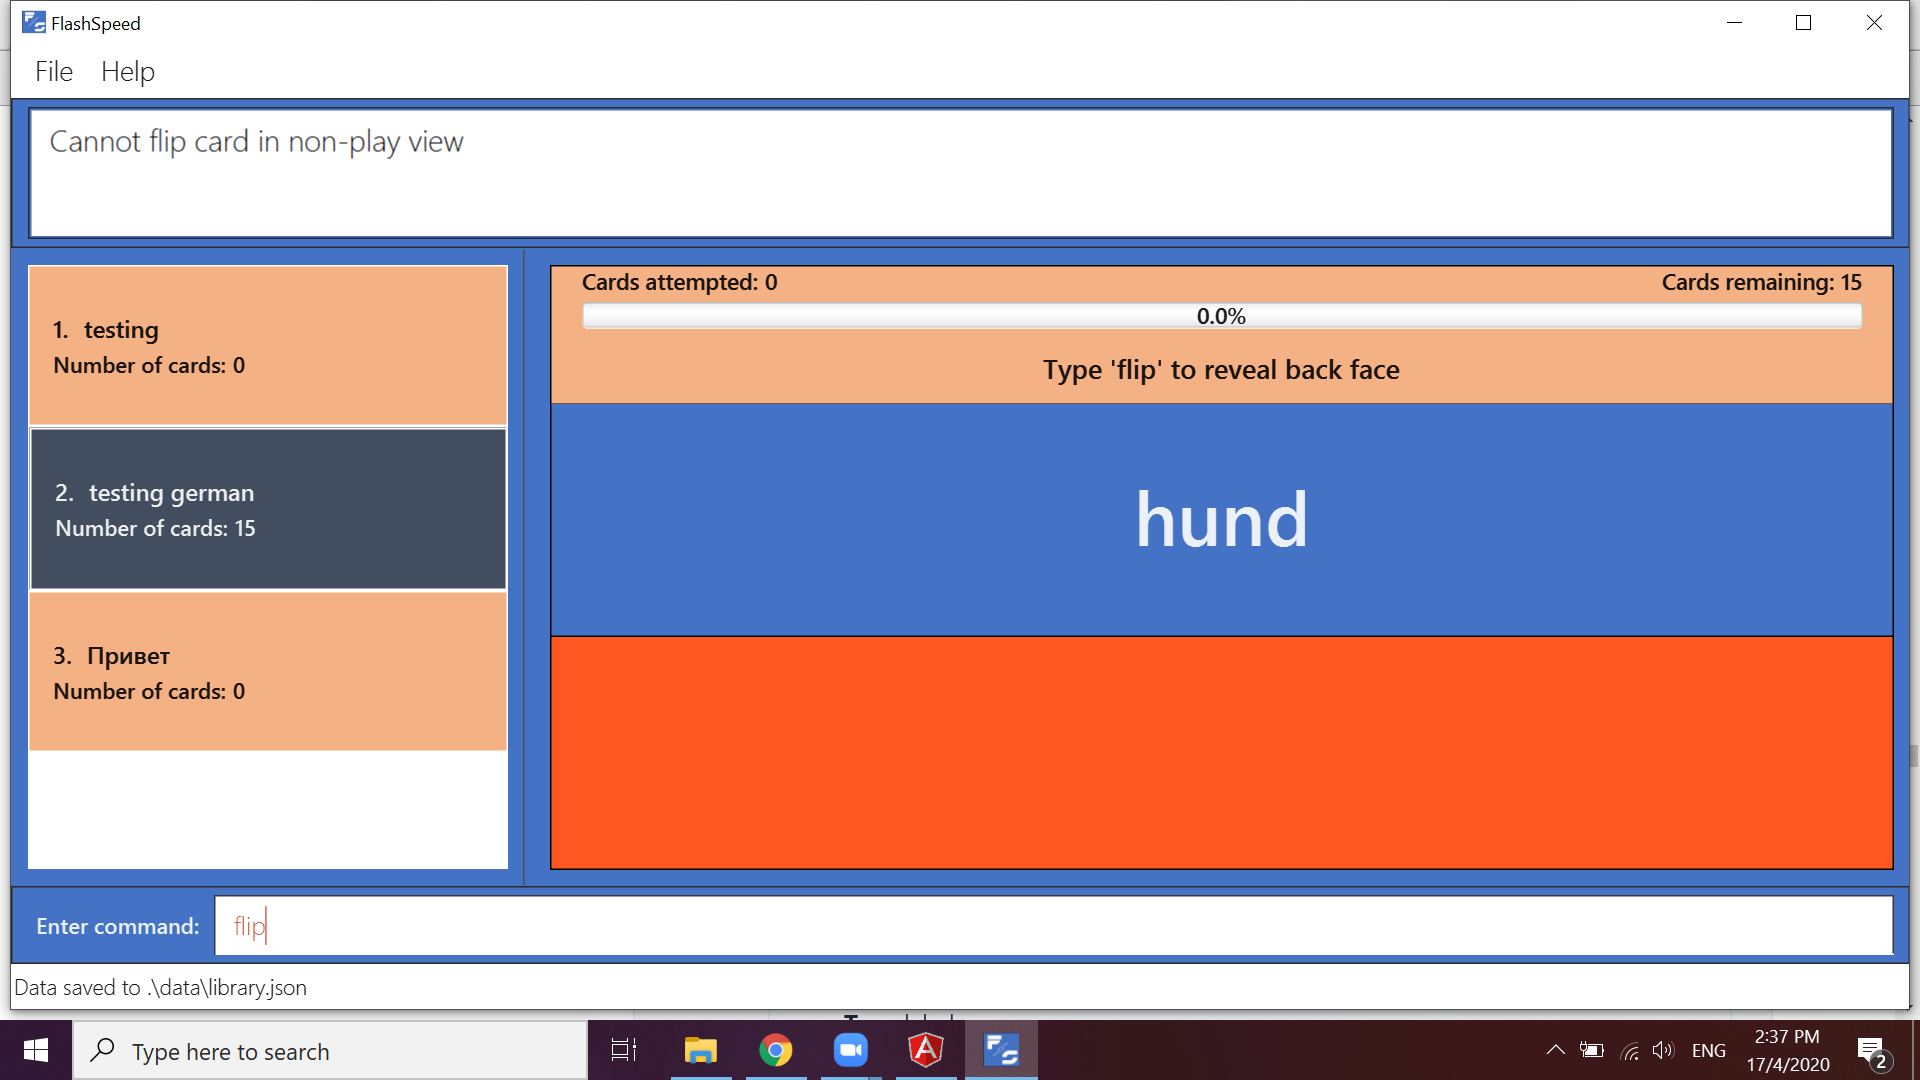 FlashSpeed
File Help
Cannot flip card in non-play view
1. testing
Number of cards: 0
2. testing german
Number of cards: 15
3. Привет
Number of cards: 0
Cards attempted: 0
Cards remaining: 15
0.0%
Type 'flip' to reveal back face
hund
Enter command: flip
Data saved to .\data\library.json
Type here to search
ENG
2:37 PM
17/4/2020
2